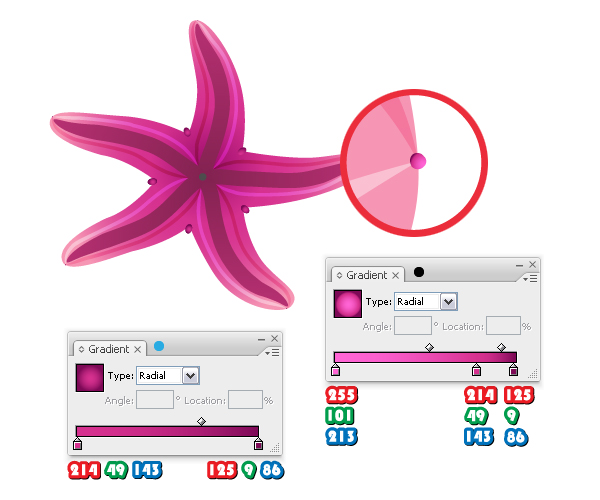 Gradient
Type: Radial
Angle: ° Location: %
255 214 125
101 49 9
213 143 86
Gradient
Type: Radial
Angle: ° Location: %
214 49 143 125 9 86